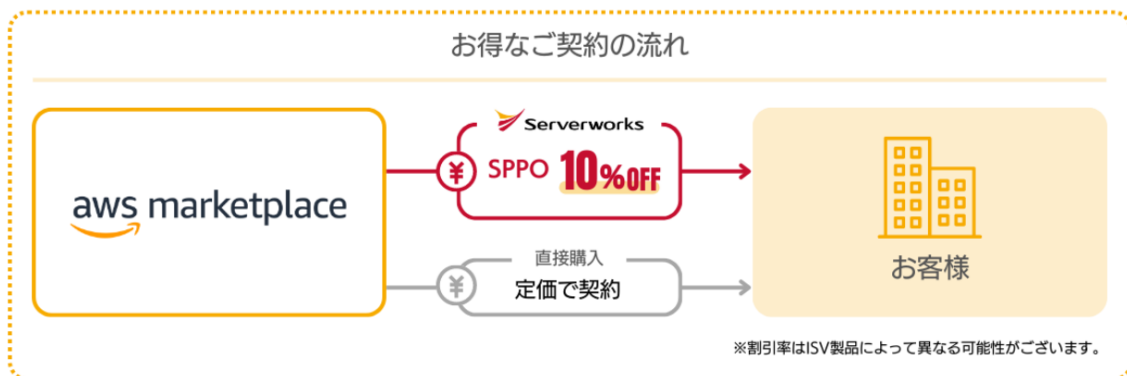 お得なご契約の流れ
aws marketplace
Serverworks
¥ SPPO 10%OFF
直接購入
¥ 定価で契約
お客様
※割引率はISV製品によって異なる可能性がございます。